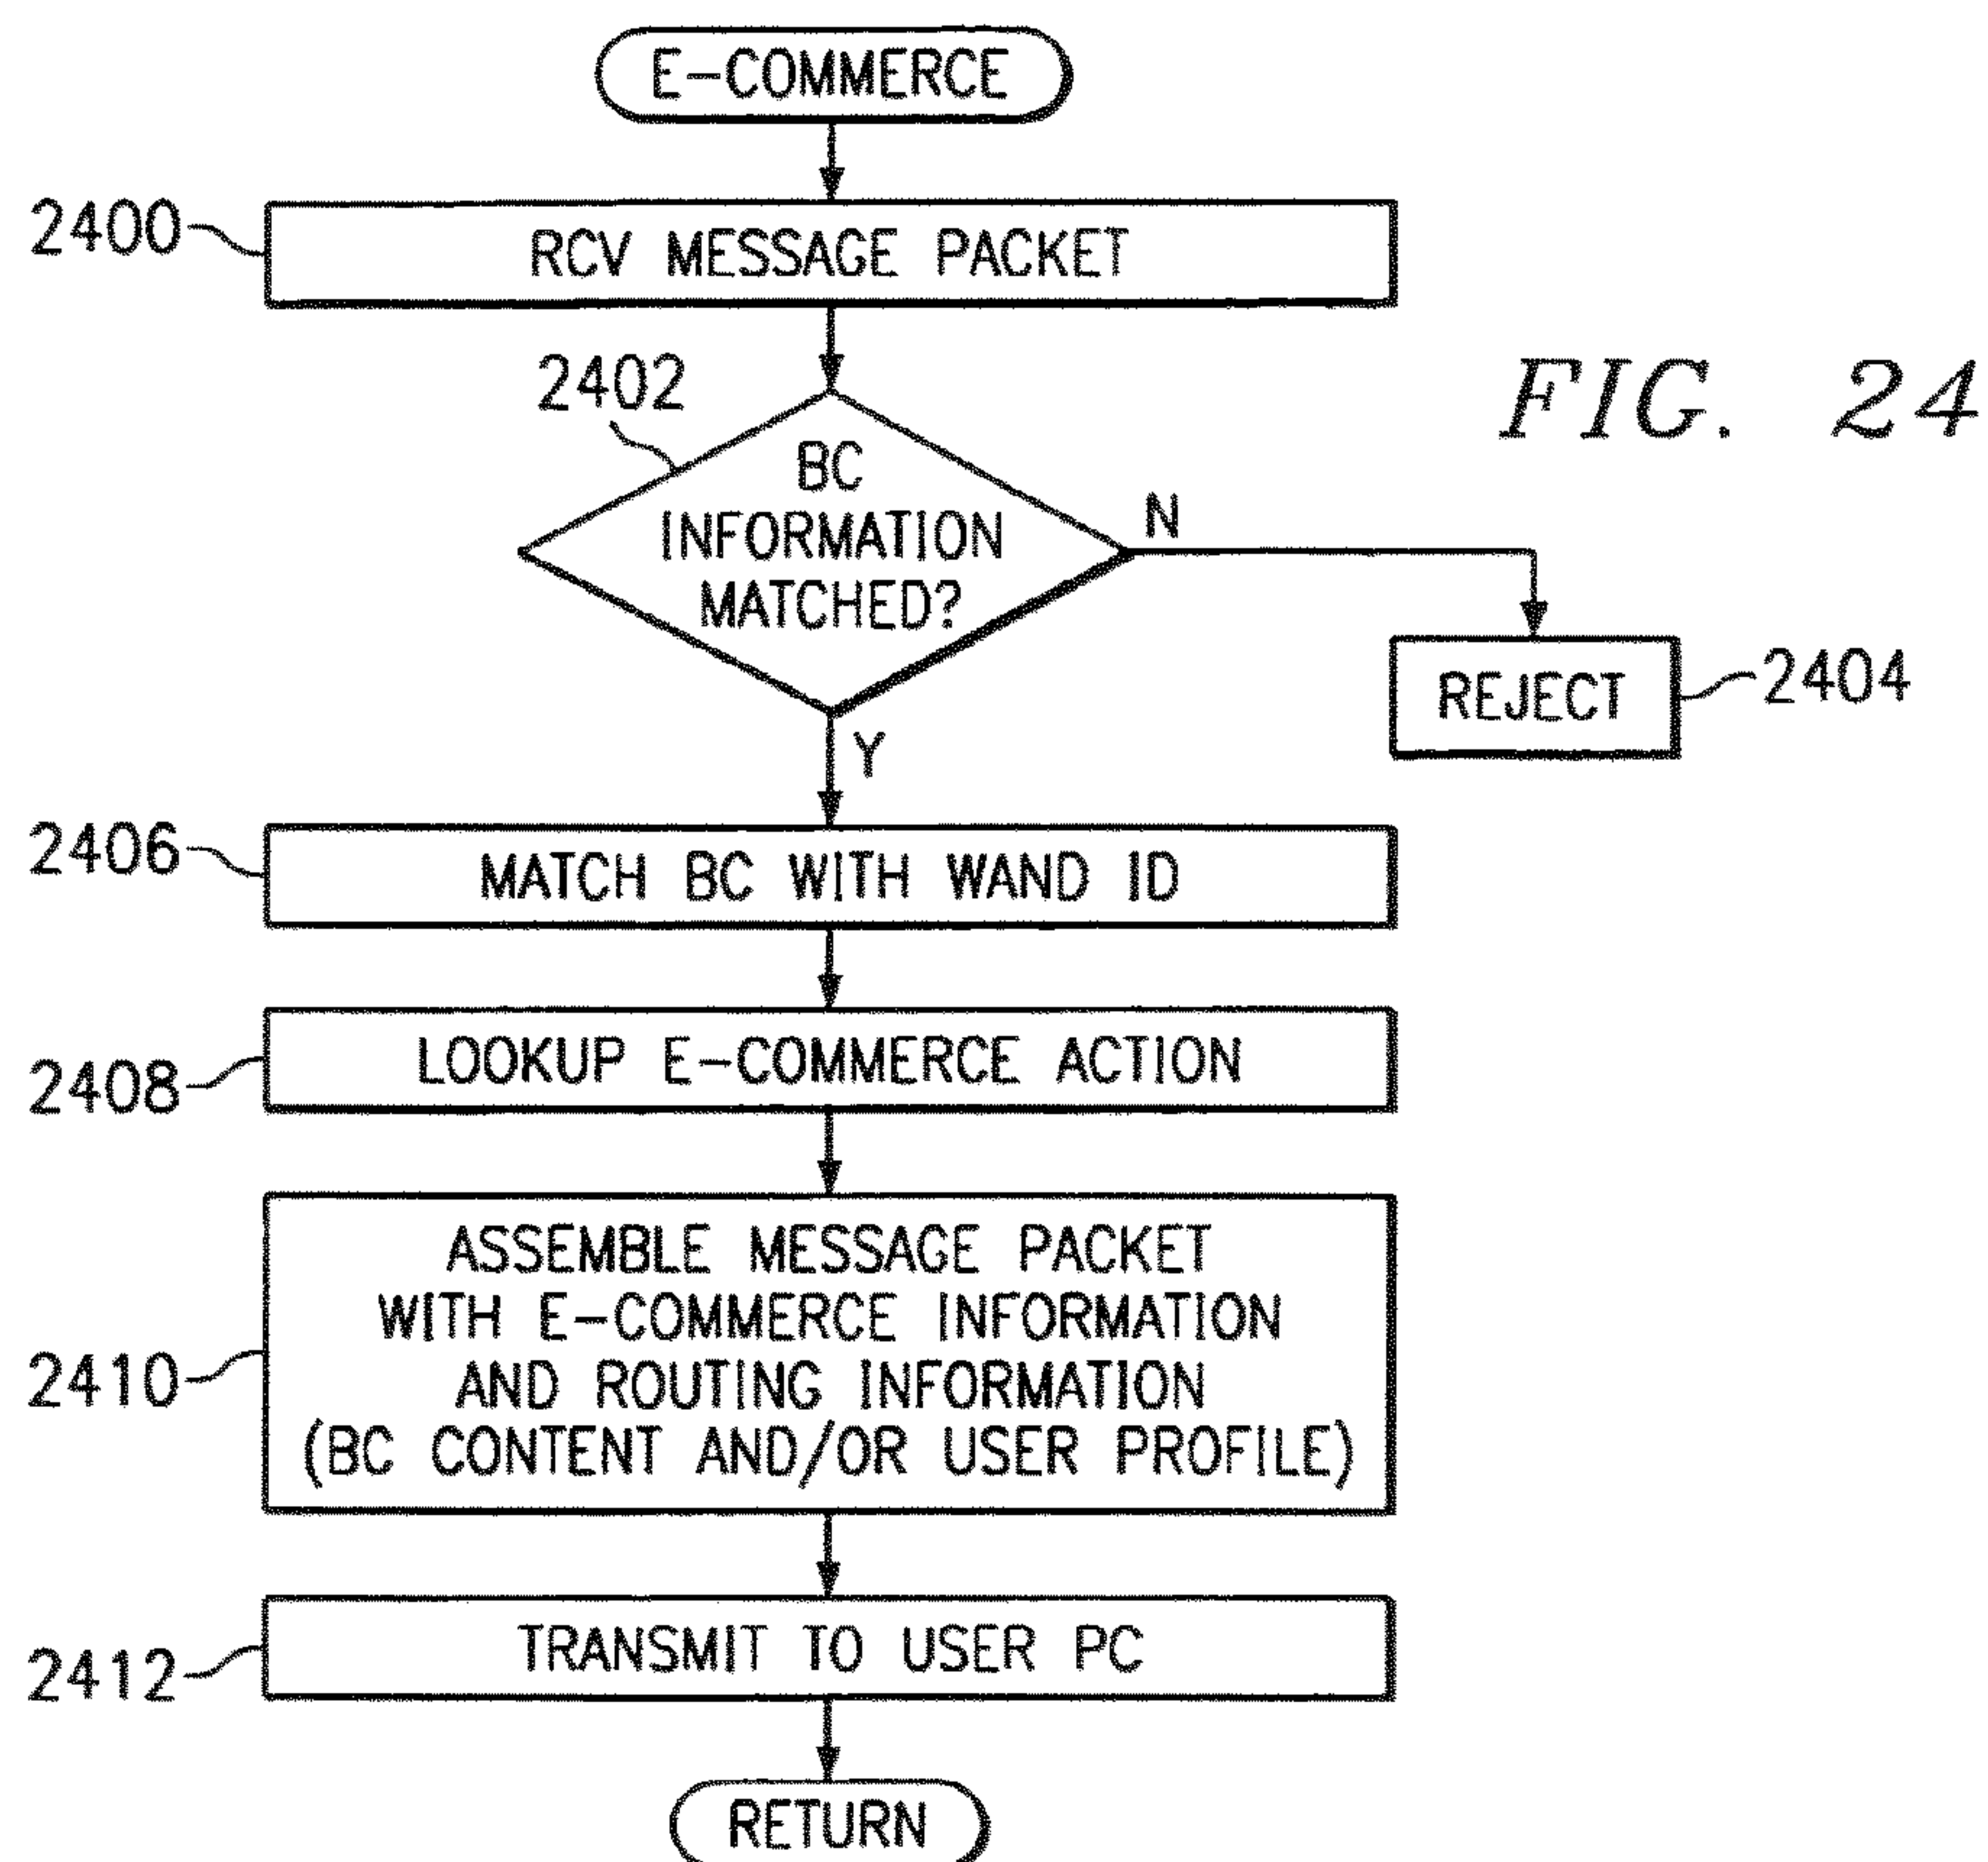 E-COMMERCE
2400
RCV MESSAGE PACKET
2402
FIG. 24
BC
INFORMATION
MATCHED?
N
REJECT
2404
Y
2406
MATCH BC WITH WAND ID
2408
LOOKUP E-COMMERCE ACTION
2410
ASSEMBLE MESSAGE PACKET
WITH E-COMMERCE INFORMATION
AND ROUTING INFORMATION
(BC CONTENT AND/OR USER PROFILE)
2412
TRANSMIT TO USER PC
RETURN